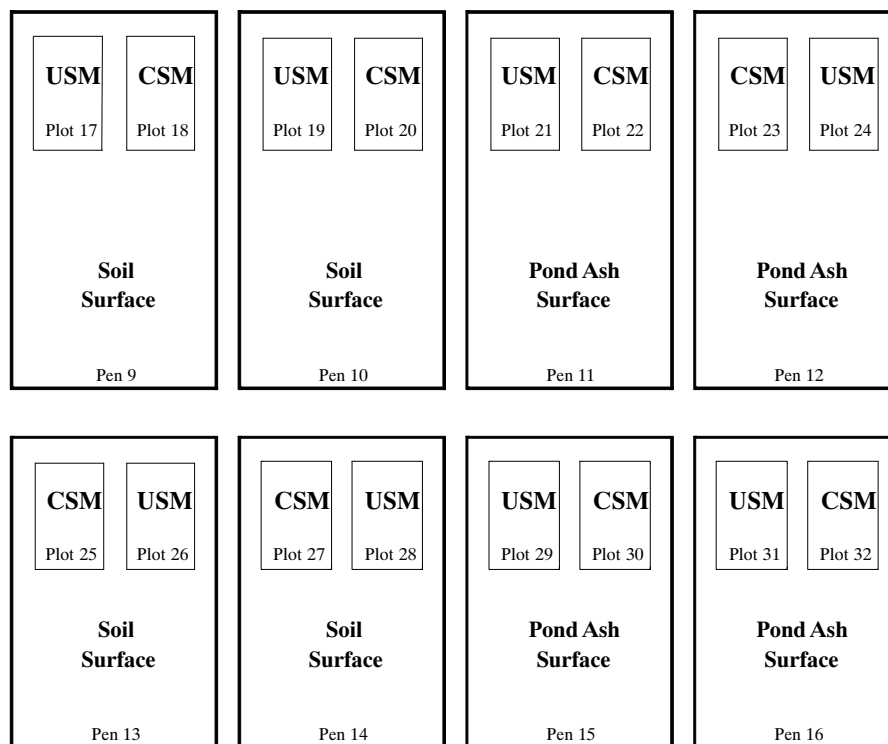 USM CSM
Plot 17 Plot 18
Soil
Surface
Pen 9
USM CSM
Plot 19 Plot 20
Soil
Surface
Pen 10
USM CSM
Plot 21 Plot 22
Pond Ash
Surface
Pen 11
CSM USM
Plot 23 Plot 24
Pond Ash
Surface
Pen 12
CSM USM
Plot 25 Plot 26
Soil
Surface
Pen 13
CSM USM
Plot 27 Plot 28
Soil
Surface
Pen 14
USM CSM
Plot 29 Plot 30
Pond Ash
Surface
Pen 15
USM CSM
Plot 31 Plot 32
Pond Ash
Surface
Pen 16